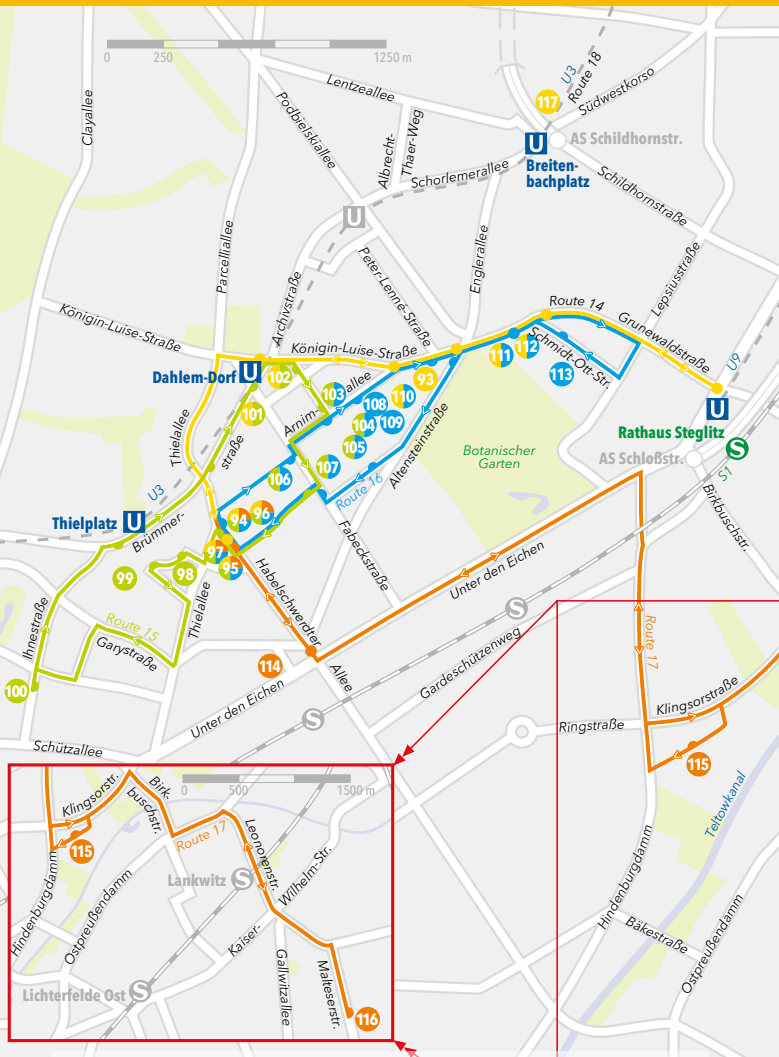 0
250
1250 m
Clayallee
Lentzeallee
Podbielskiallee
Albrecht-
Thaer-Weg
U3
Route 18
117
Südwestkorso
AS Schildhornstr.
U
Breiten-
bachplatz
Schorlemerallee
Schildhornstraße
U
Parcelliallee
Archivstraße
Peter-Lenné-Straße
Englerallee
Lepsiusstraße
Route 14
Grunewaldstraße
Königin-Luise-Straße
Königin-Luise-Straße
Schmidt-Ott-Str.
111
112
113
U9
Dahlem-Dorf
U
102
103
allee
93
110
108
104
109
101
Arnim-
105
U
Rathaus Steglitz
S
AS Schloßstr.
S1
Thielallee
straße
106
107
Route 16
Altensteinstraße
Botanischer
Garten
Birkbuschstr.
U3
Thielplatz
U
Brümmer-
94
96
97
95
Fabeckstraße
Habelschwerdter
Allee
Unter den Eichen
99
98
Thielallee
Ihnestraße
Route 15
Garystraße
S
Route 17
Gardeschützenweg
114
100
Unter den Eichen
S
Klingsorstraße
Ringstraße
115
Schützallee
Teltowkanal
Hindenburgdamm
Bäkestraße
Ostpreußendamm
0
500
1500 m
Klingsorstr.
Birk-
buschstr.
Route 17
115
Leonorenstr.
Hindenburgdamm
Ostpreußendamm
Lankwitz
S
Kaiser-
Wilhelm-Str.
Gallwitzallee
Malteserstr.
Lichterfelde Ost
S
116